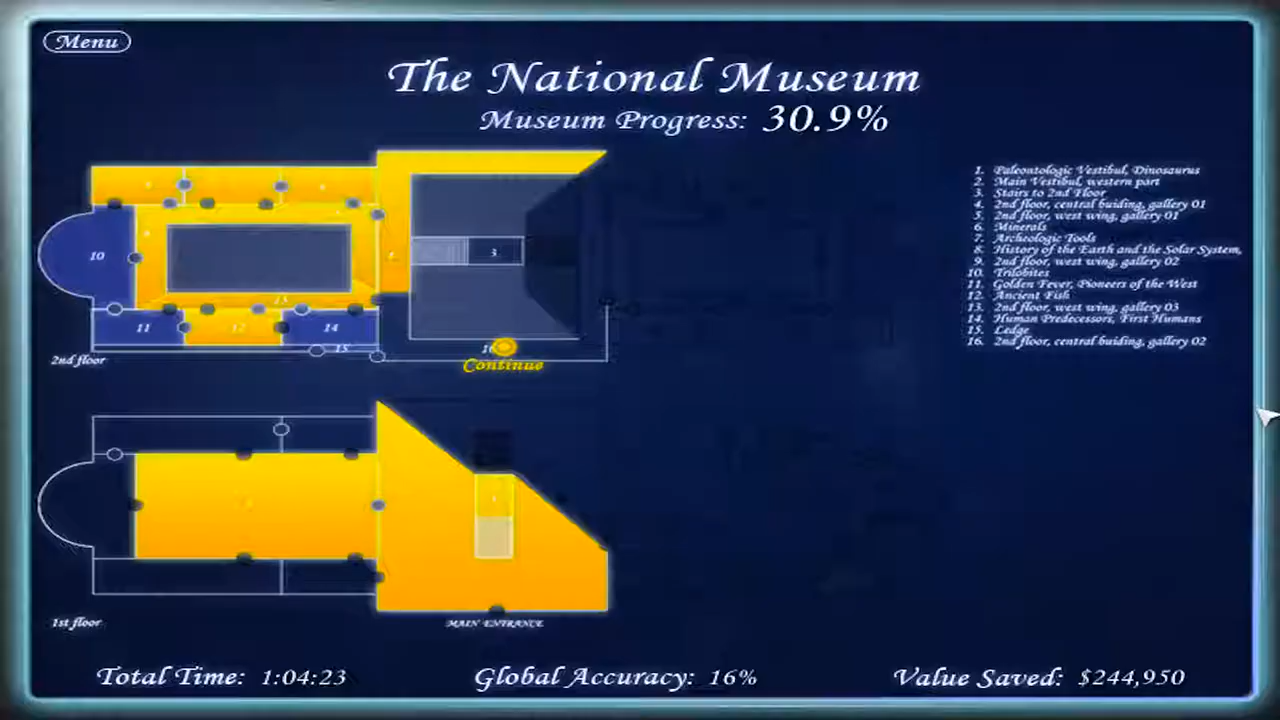 Menu
The National Museum
Museum Progress: 30.9%
1. Paleontologic Vestibul, Dinosaurus
2. Main Vestibul, western part
3. Stairs to 2nd Floor
4. 2nd floor, central buiding, gallery 01
5. 2nd floor, west wing, gallery 01
6. Minerals
7. Archeologic Tools
8. History of the Earth and the Solar System,
9. 2nd floor, west wing, gallery 02
10. Trilobites
11. Golden Fever, Pioneers of the West
12. Ancient Fish
13. 2nd floor, west wing, gallery 03
14. Human Predecessors, First Humans
15. Ledge
16. 2nd floor, central buiding, gallery 02
10
3
13
11
12
14
15
Continue
2nd floor
1st floor
MAIN ENTRANCE
Total Time: 1:04:23
Global Accuracy: 16%
Value Saved: $244,950